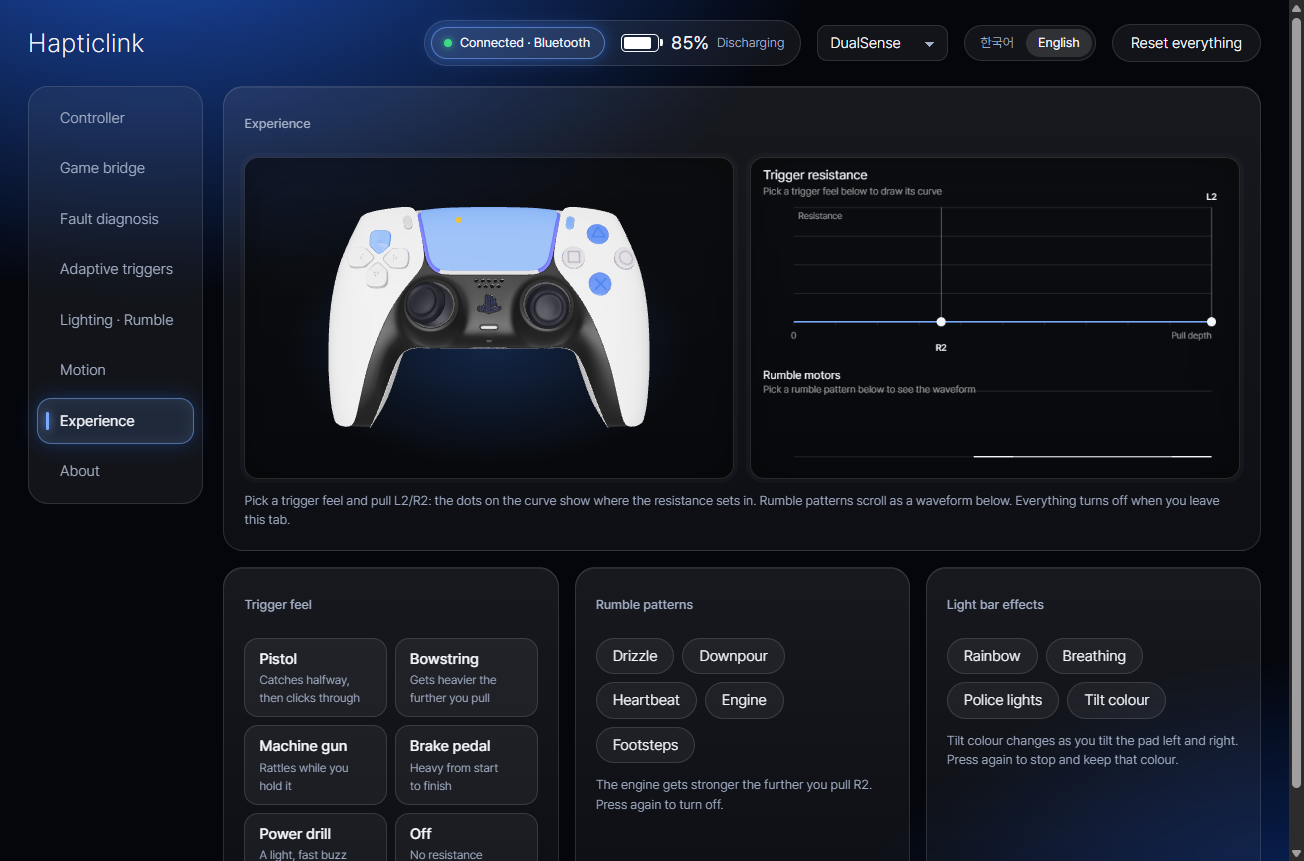 Hapticlink
Connected · Bluetooth
85% Discharging
DualSense
한국어
English
Reset everything
Controller
Game bridge
Fault diagnosis
Adaptive triggers
Lighting · Rumble
Motion
Experience
About
Experience
Trigger resistance
Pick a trigger feel below to draw its curve
L2
Resistance
0
Pull depth
R2
Rumble motors
Pick a rumble pattern below to see the waveform
Pick a trigger feel and pull L2/R2: the dots on the curve show where the resistance sets in. Rumble patterns scroll as a waveform below. Everything turns off when you leave
this tab.
Trigger feel
Pistol
Catches halfway,
then clicks through
Bowstring
Gets heavier the
further you pull
Machine gun
Rattles while you
hold it
Brake pedal
Heavy from start
to finish
Power drill
A light, fast buzz
Off
No resistance
Rumble patterns
Drizzle
Downpour
Heartbeat
Engine
Footsteps
The engine gets stronger the further you pull R2.
Press again to turn off.
Light bar effects
Rainbow
Breathing
Police lights
Tilt colour
Tilt colour changes as you tilt the pad left and right.
Press again to stop and keep that colour.